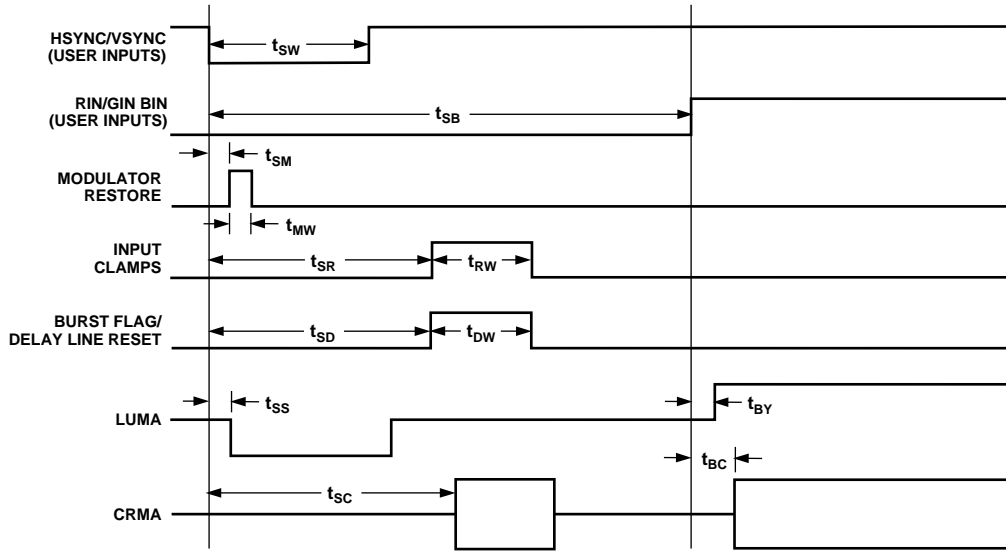 HSYNC/VSYNC
(USER INPUTS)
tSW
RIN/GIN BIN
(USER INPUTS)
tSB
tSM
MODULATOR
RESTORE
tMW
INPUT
CLAMPS
tSR
tRW
BURST FLAG/
DELAY LINE RESET
tSD
tDW
tSS
LUMA
tBY
tBC
tSC
CRMA